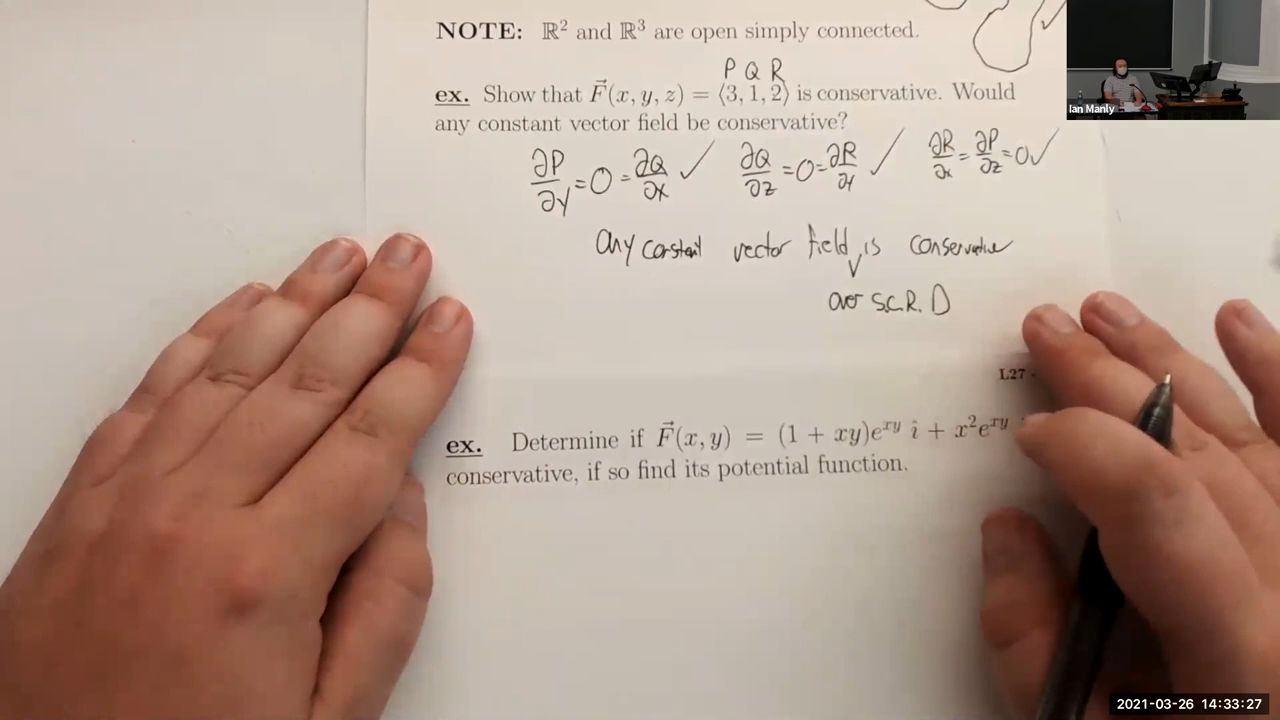 NOTE: ℝ² and ℝ³ are open simply connected.
P Q R
ex. Show that F⃗(x, y, z) = ⟨3, 1, 2⟩ is conservative. Would
any constant vector field be conservative?
∂P/∂y = 0 = ∂Q/∂x ✓ ∂Q/∂z = 0 = ∂R/∂y ✓ ∂R/∂x = ∂P/∂z = 0 ✓
any constant vector field is conservative
over S.C.R. D
L27 -
ex. Determine if F⃗(x, y) = (1 + xy)e^{xy} i + x²e^{xy}
conservative, if so find its potential function.
Ian Manly
2021-03-26 14:33:27